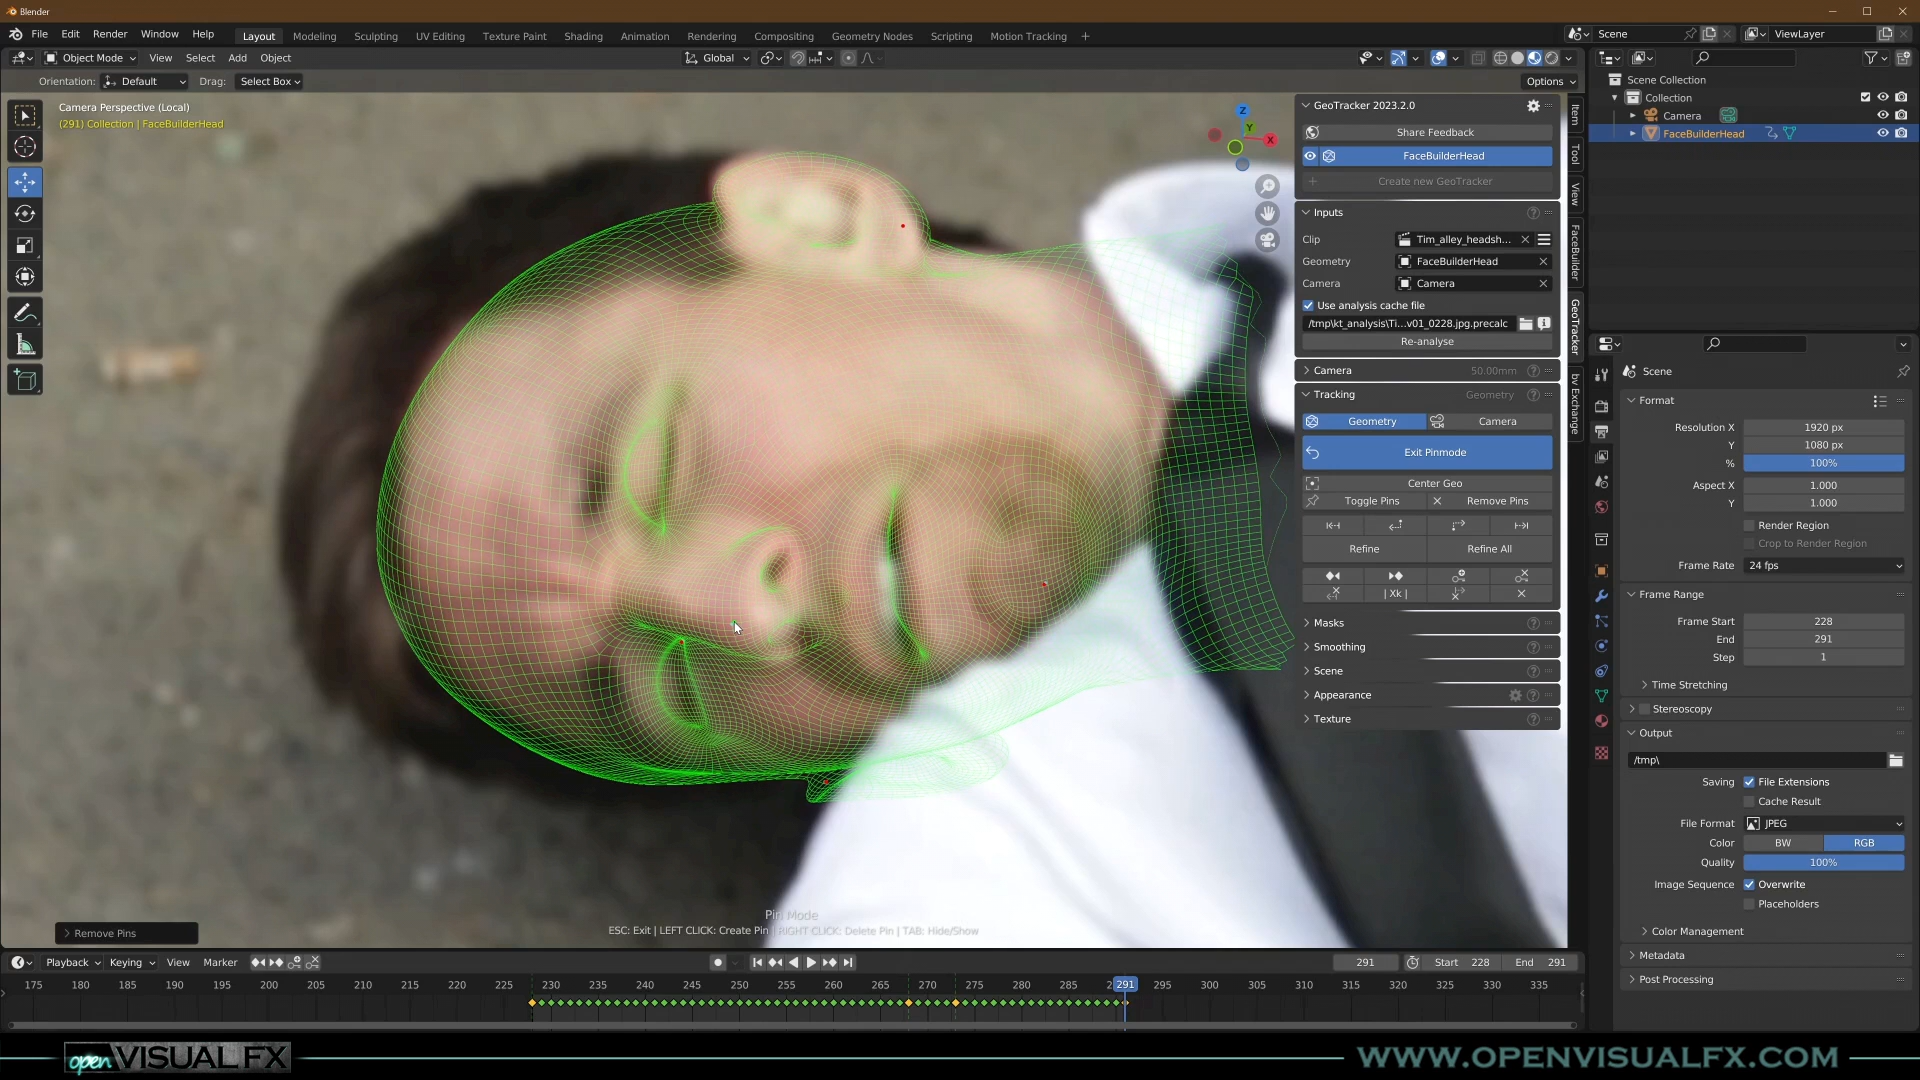 Blender
File Edit Render Window Help Layout Modeling Sculpting UV Editing Texture Paint Shading Animation Rendering Compositing Geometry Nodes Scripting Motion Tracking + Scene ViewLayer
Object Mode View Select Add Object Global
Orientation: Default Drag: Select Box Options
Camera Perspective (Local)
(291) Collection | FaceBuilderHead
Z
Y
X
GeoTracker 2023.2.0
Share Feedback
FaceBuilderHead
Create new GeoTracker
Inputs
Clip Tim_alley_headsh...
Geometry FaceBuilderHead
Camera Camera
Use analysis cache file
/tmp\kt_analysis\Ti...v01_0228.jpg.precalc
Re-analyse
Camera 50.00mm
Tracking Geometry
Geometry Camera
Exit Pinmode
Center Geo
Toggle Pins Remove Pins
Refine Refine All
| Xk |
Masks
Smoothing
Scene
Appearance
Texture
Item
Tool
View
FaceBuilder
GeoTracker
bv Exchange
Scene Collection
Collection
Camera
FaceBuilderHead
Scene
Format
Resolution X 1920 px
Y 1080 px
% 100%
Aspect X 1.000
Y 1.000
Render Region
Crop to Render Region
Frame Rate 24 fps
Frame Range
Frame Start 228
End 291
Step 1
Time Stretching
Stereoscopy
Output
/tmp\
Saving File Extensions
Cache Result
File Format JPEG
Color BW RGB
Quality 100%
Image Sequence Overwrite
Placeholders
Color Management
Metadata
Post Processing
Pin Mode
ESC: Exit | LEFT CLICK: Create Pin | RIGHT CLICK: Delete Pin | TAB: Hide/Show
Remove Pins
Playback Keying View Marker 291 Start 228 End 291
175 180 185 190 195 200 205 210 215 220 225 230 235 240 245 250 255 260 265 270 275 280 285 291 295 300 305 310 315 320 325 330 335
open VISUALFX WWW.OPENVISUALFX.COM